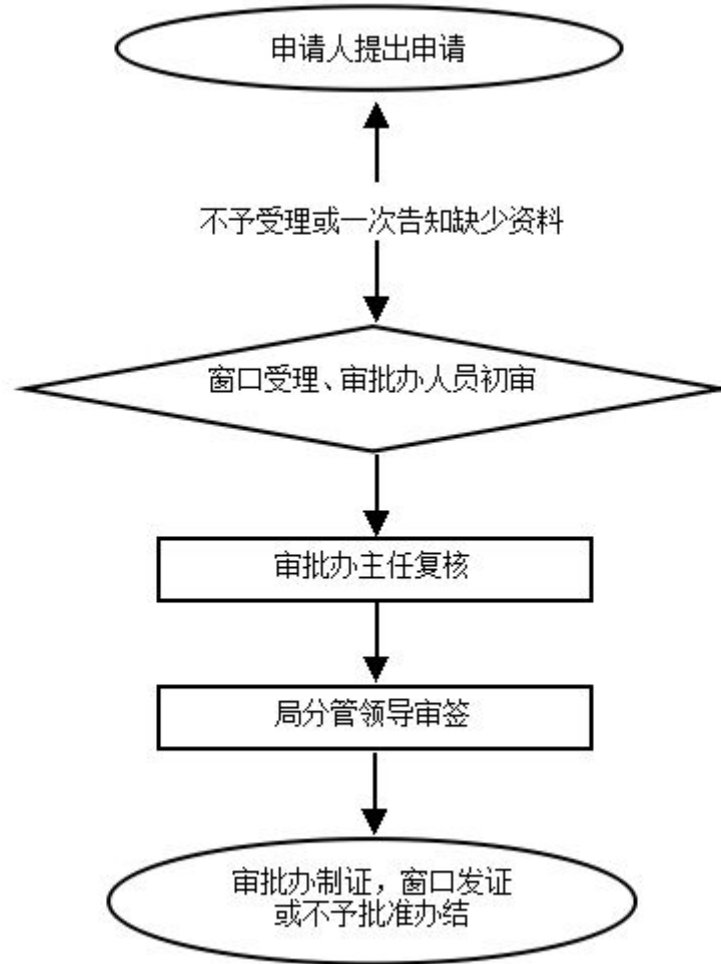 申请人提出申请
不予受理或一次告知缺少资料
窗口受理、审批办人员初审
审批办主任复核
局分管领导审签
审批办制证，窗口发证
或不予批准办结